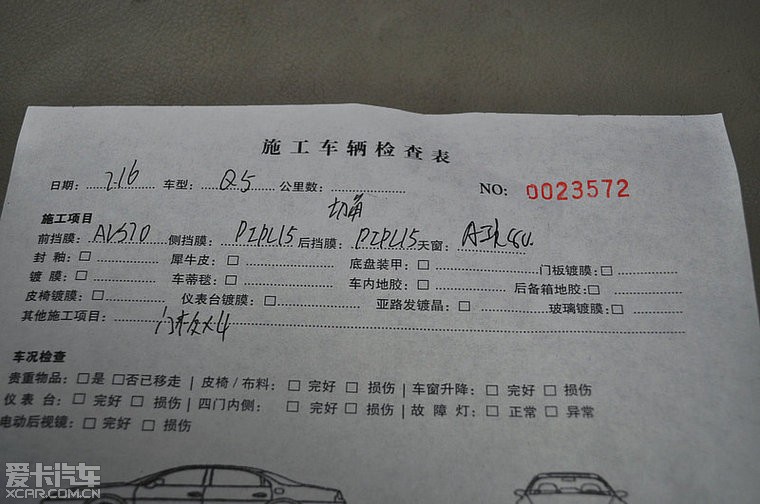 施工车辆检查表
日期: 7-16 车型: Q5 公里数: NO: 0023572
切角
施工项目
前挡膜: 侧挡膜: PZPL15 后挡膜: PZPL15 天窗:
封釉: □ 犀牛皮: □ 底盘装甲: □ 门板镀膜: □
镀膜: □ 车蒂毯: □ 车内地胶: □ 后备箱地胶: □
皮椅镀膜: □ 仪表台镀膜: □ 亚路发镀晶: □ 玻璃镀膜: □
其他施工项目:
车况检查
贵重物品: □是 □否已移走 | 皮椅/布料: □ 完好 □ 损伤 | 车窗升降: □ 完好 □ 损伤
仪表台: □ 完好 □ 损伤 | 四门内侧: □ 完好 □ 损伤 | 故障灯: □ 正常 □ 异常
电动后视镜: □ 完好 □ 损伤
爱卡汽车
XCAR.COM.CN